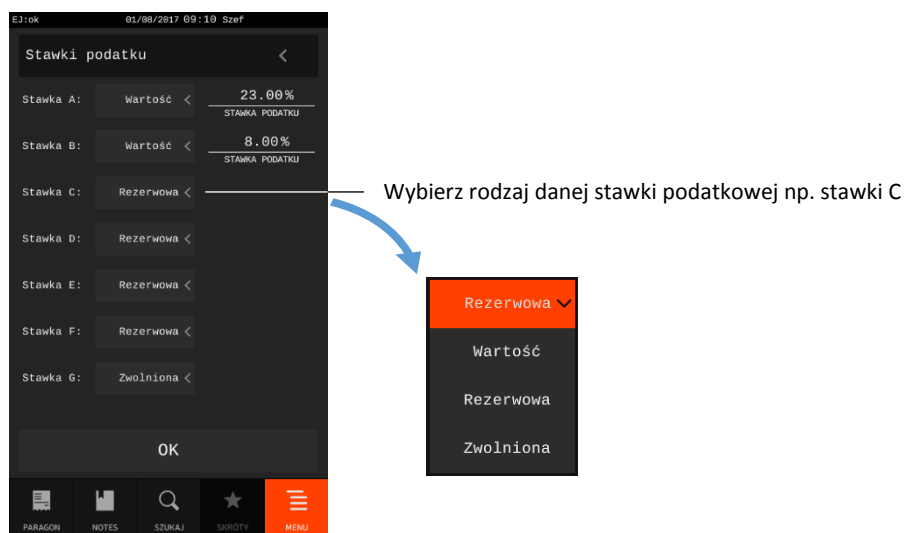 EJ:ok 01/08/2017 09:10 Szef
Stawki podatku
Stawka A: Wartość 23.00%
STAWKA PODATKU
Stawka B: Wartość 8.00%
STAWKA PODATKU
Stawka C: Rezerwowa
Wybierz rodzaj danej stawki podatkowej np. stawki C
Stawka D: Rezerwowa
Stawka E: Rezerwowa
Stawka F: Rezerwowa
Stawka G: Zwolniona
OK
PARAGON NOTES SZUKAJ SKRÓTY MENU
Rezerwowa
Wartość
Rezerwowa
Zwolniona